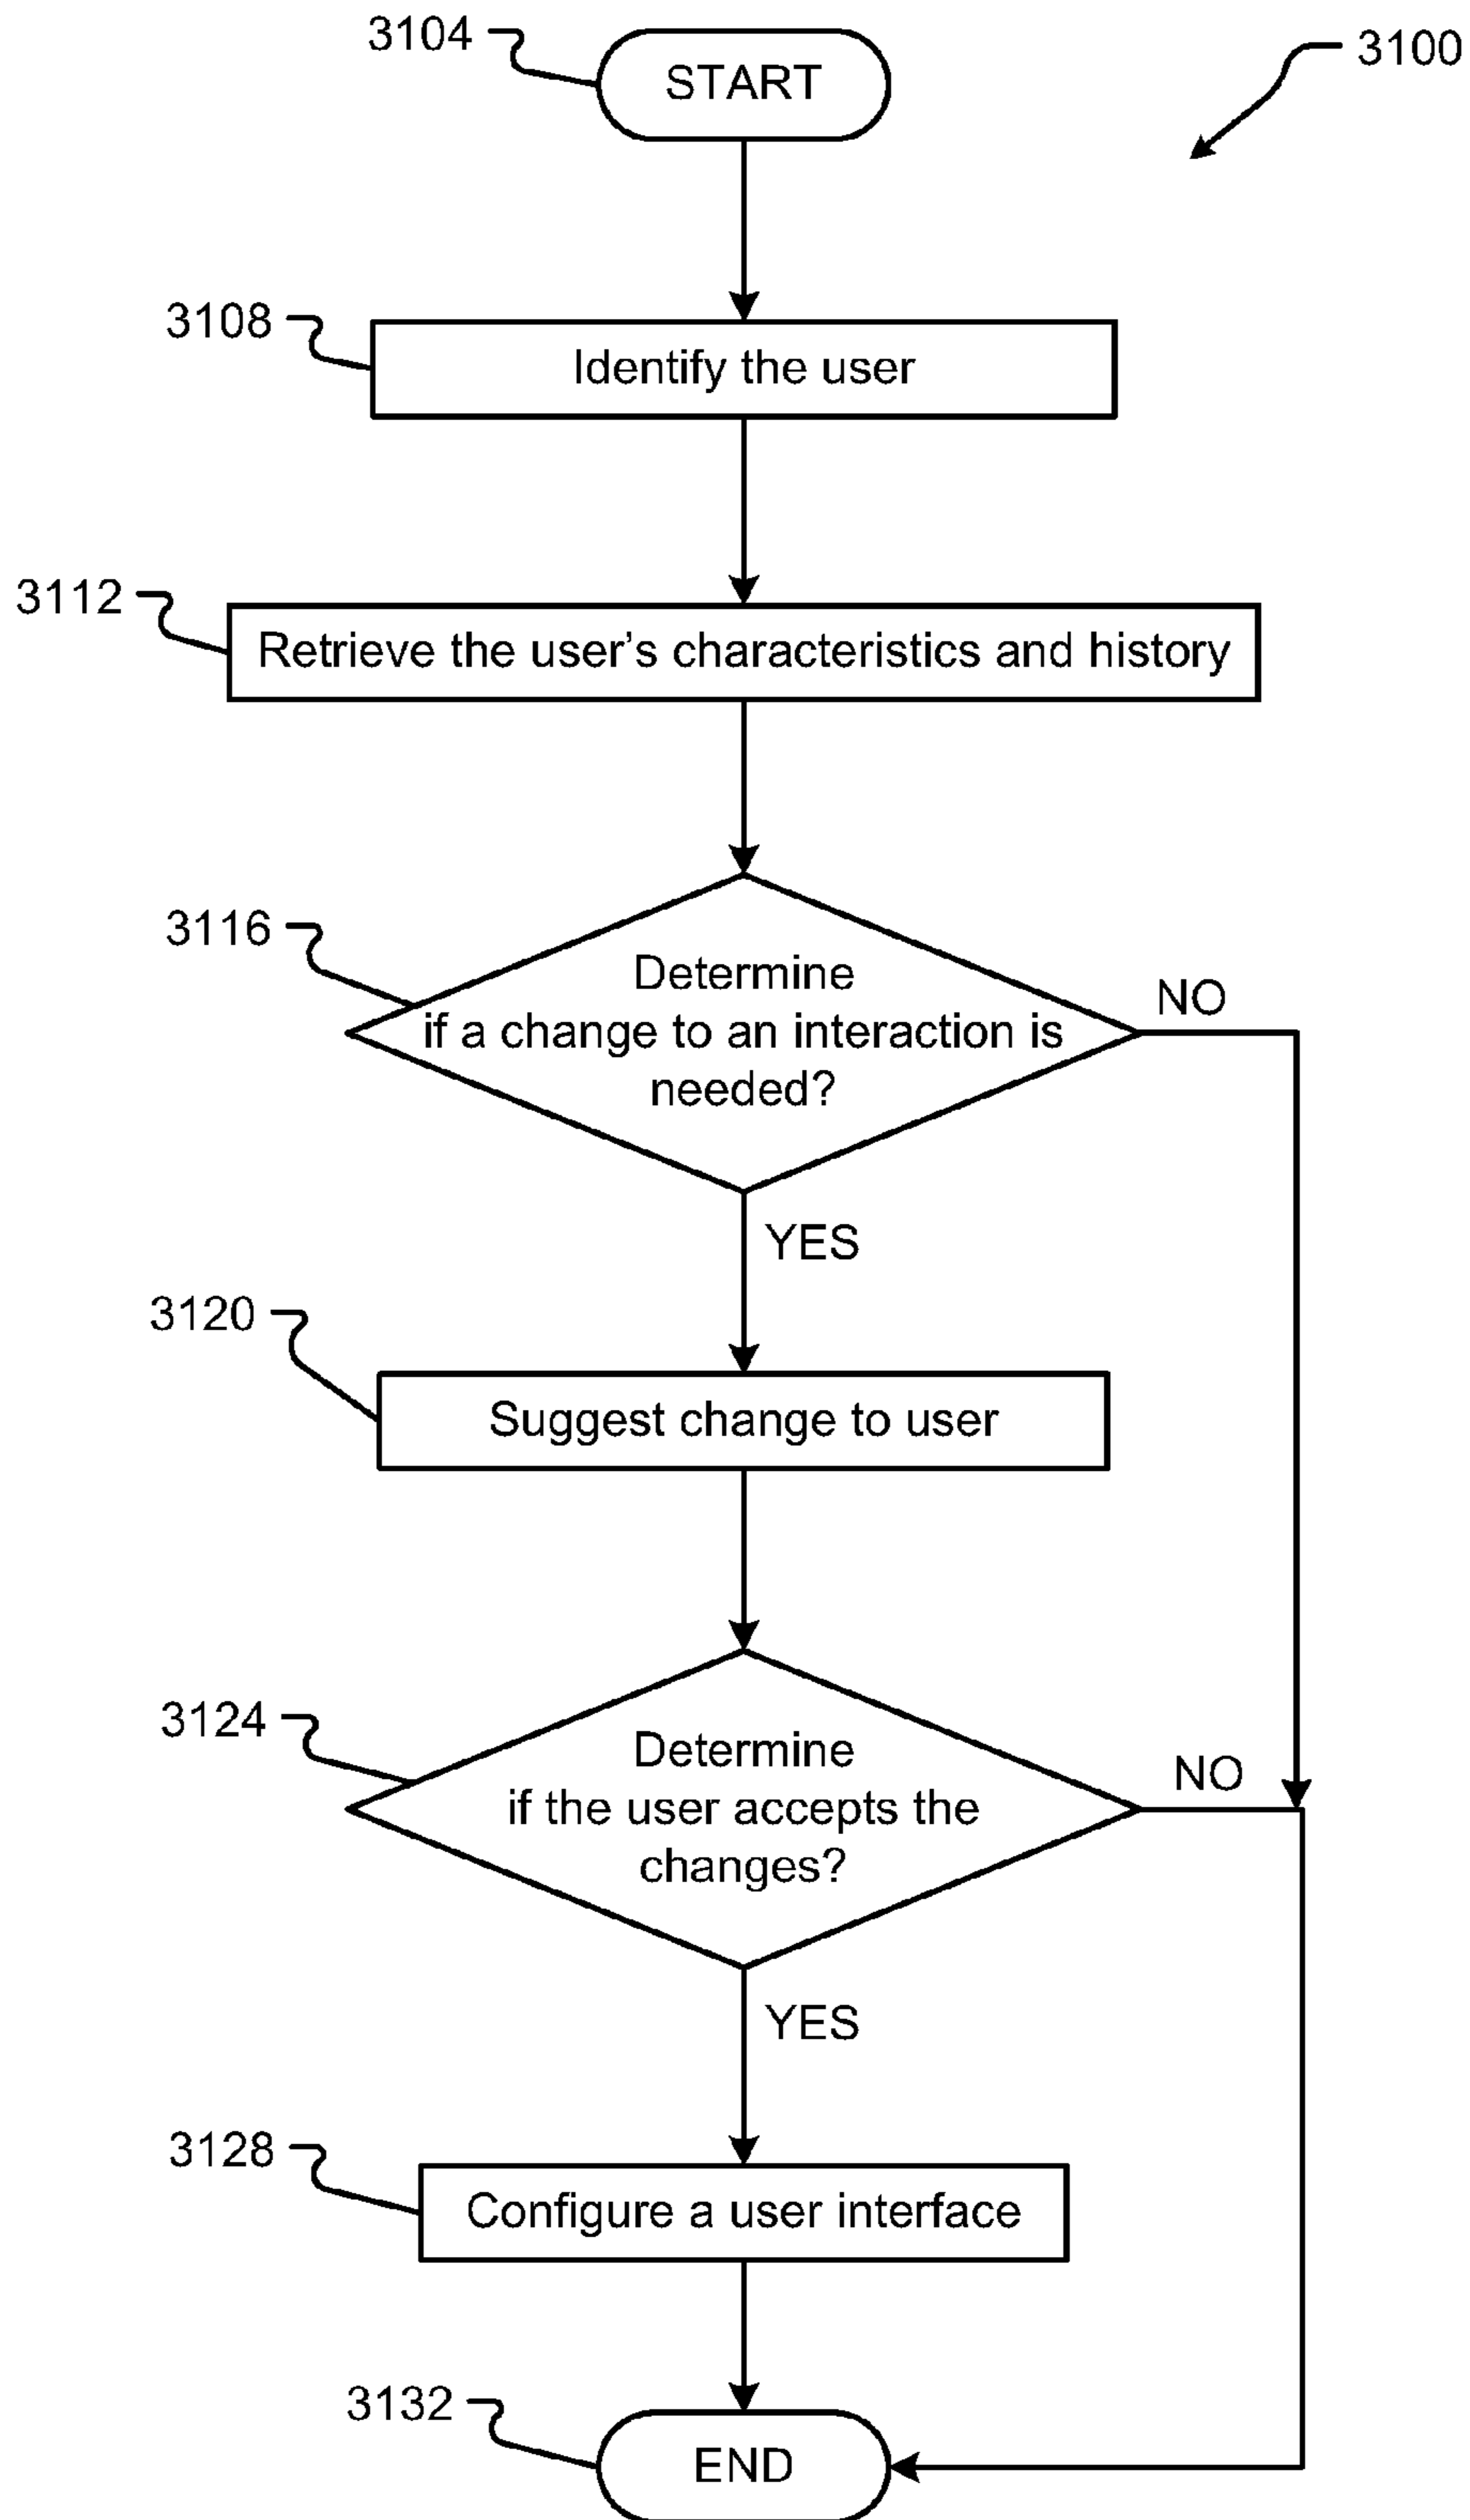 3104
START
3100
3108
Identify the user
3112
Retrieve the user's characteristics and history
3116
Determine
if a change to an interaction is
needed?
NO
YES
3120
Suggest change to user
3124
Determine
if the user accepts the
changes?
NO
YES
3128
Configure a user interface
3132
END